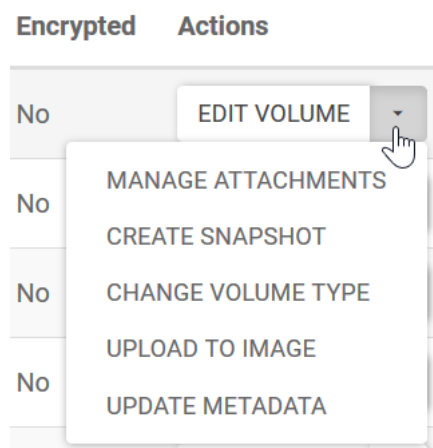 Encrypted Actions
No EDIT VOLUME
MANAGE ATTACHMENTS
No
CREATE SNAPSHOT
No CHANGE VOLUME TYPE
UPLOAD TO IMAGE
No
UPDATE METADATA